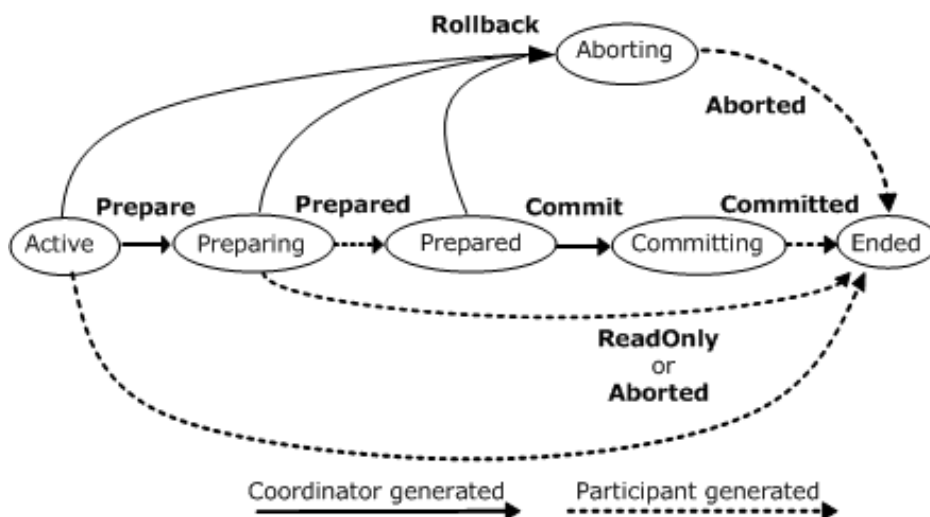 Rollback
Aborting
Aborted
Prepare
Prepared
Commit
Committed
Active
Preparing
Prepared
Committing
Ended
ReadOnly
or
Aborted
Coordinator generated
Participant generated